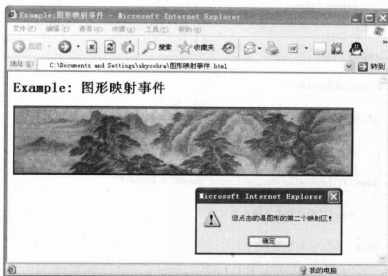 Example:图形映射事件 - Microsoft Internet Explorer
文件(F) 编辑(E) 查看(V) 收藏(A) 工具(T) 帮助(H)
后退 搜索 收藏夹
地址(D) C:\Documents and Settings\skycobra\图形映射事件.html 转到
Example: 图形映射事件
Microsoft Internet Explorer
您点击的是图形的第二个映射区!
确定
我的电脑